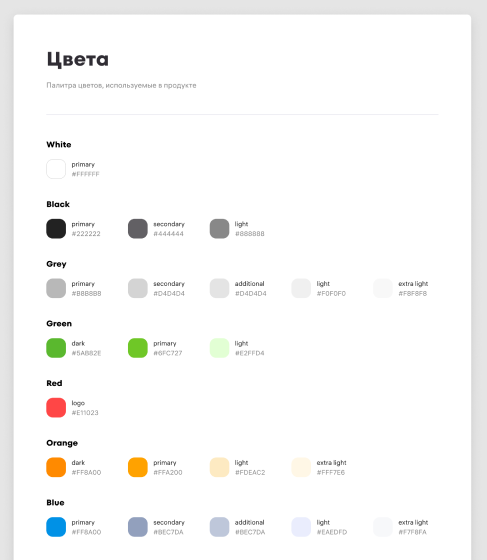 Цвета
Палитра цветов, используемые в продукте
White
primary
#FFFFFF
Black
primary
#222222
secondary
#444444
light
#888888
Grey
primary
#B8B8B8
secondary
#D4D4D4
additional
#D4D4D4
light
#F0F0F0
extra light
#F8F8F8
Green
dark
#5AB82E
primary
#6FC727
light
#E2FFD4
Red
logo
#E11023
Orange
dark
#FF8A00
primary
#FFA200
light
#FDEAC2
extra light
#FFF7E6
Blue
primary
#FF8A00
secondary
#BEC7DA
additional
#BEC7DA
light
#EAEDFD
extra light
#F7F8FA